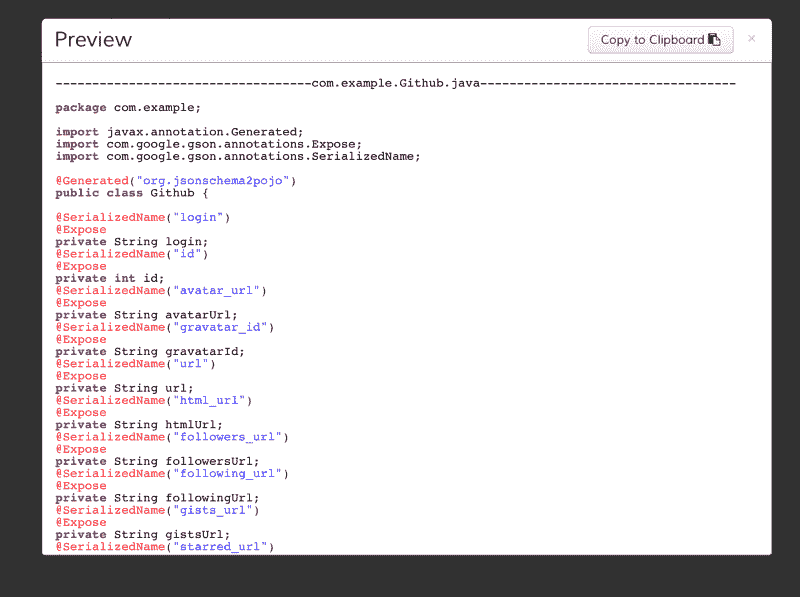 Preview
Copy to Clipboard
×
-----------------------------------com.example.Github.java-----------------------------------
package com.example;
import javax.annotation.Generated;
import com.google.gson.annotations.Expose;
import com.google.gson.annotations.SerializedName;
@Generated("org.jsonschema2pojo")
public class Github {
@SerializedName("login")
@Expose
private String login;
@SerializedName("id")
@Expose
private int id;
@SerializedName("avatar_url")
@Expose
private String avatarUrl;
@SerializedName("gravatar_id")
@Expose
private String gravatarId;
@SerializedName("url")
@Expose
private String url;
@SerializedName("html_url")
@Expose
private String htmlUrl;
@SerializedName("followers_url")
@Expose
private String followersUrl;
@SerializedName("following_url")
@Expose
private String followingUrl;
@SerializedName("gists_url")
@Expose
private String gistsUrl;
@SerializedName("starred_url")